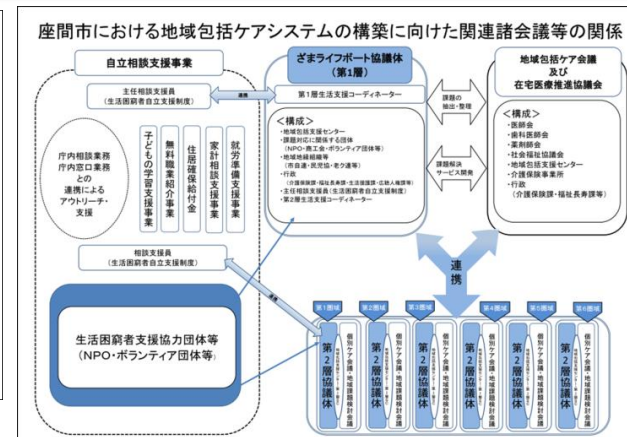 座間市における地域包括ケアシステムの構築に向けた関連諸会議等の関係
自立相談支援事業
主任相談支援員
(生活困窮者自立支援制度)
連携
庁内相談業務
庁内窓口業務
との
連携による
アウトリーチ・
支援
子どもの学習支援事業
無料職業紹介事業
住居確保給付金
家計相談支援事業
就労準備支援事業
相談支援員
(生活困窮者自立支援制度)
連携
生活困窮者支援協力団体等
(NPO・ボランティア団体等)
ざまライフボート協議体
(第1層)
第1層生活支援コーディネーター
<構成>
・地域包括支援センター
・課題対応に関係する団体
(NPO・商工会・ボランティア団体等)
・地域地縁組織等
(市自連・民児協・老ク連等)
・行政
(介護保険課・福祉長寿課・生活援護課・広聴人権課等)
・主任相談支援員(生活困窮者自立支援制度)
・第2層生活支援コーディネーター
課題の
抽出・整理
課題解決
サービス開発
地域包括ケア会議
及び
在宅医療推進協議会
<構成>
・医師会
・歯科医師会
・薬剤師会
・社会福祉協議会
・地域包括支援センター
・介護保険事業所
・行政
(介護保険課・福祉長寿課等)
連携
第1圏域
第2圏域
第3圏域
第4圏域
第5圏域
第6圏域
第2層協議体
個別ケア会議・地域課題検討会議
第2層協議体
個別ケア会議・地域課題検討会議
第2層協議体
個別ケア会議・地域課題検討会議
第2層協議体
個別ケア会議・地域課題検討会議
第2層協議体
個別ケア会議・地域課題検討会議
第2層協議体
個別ケア会議・地域課題検討会議